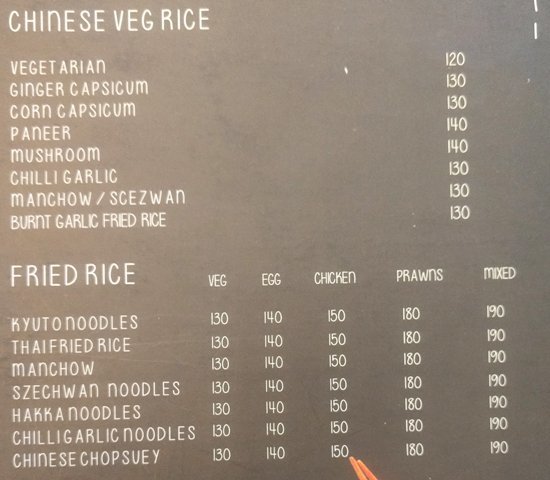 CHINESE VEG RICE
VEGETARIAN 120
GINGER CAPSICUM 130
CORN CAPSICUM 130
PANEER 140
MUSHROOM 140
CHILLI GARLIC 130
MANCHOW / SCEZWAN 130
BURNT GARLIC FRIED RICE 130
FRIED RICE VEG EGG CHICKEN PRAWNS MIXED
KYUTO NOODLES 130 140 150 180 190
THAI FRIED RICE 130 140 150 180 190
MANCHOW 130 140 150 180 190
SZECHWAN NOODLES 130 140 150 180 190
HAKKA NOODLES 130 140 150 180 190
CHILLI GARLIC NOODLES 130 140 150 180 190
CHINESE CHOPSUEY 130 140 150 180 190